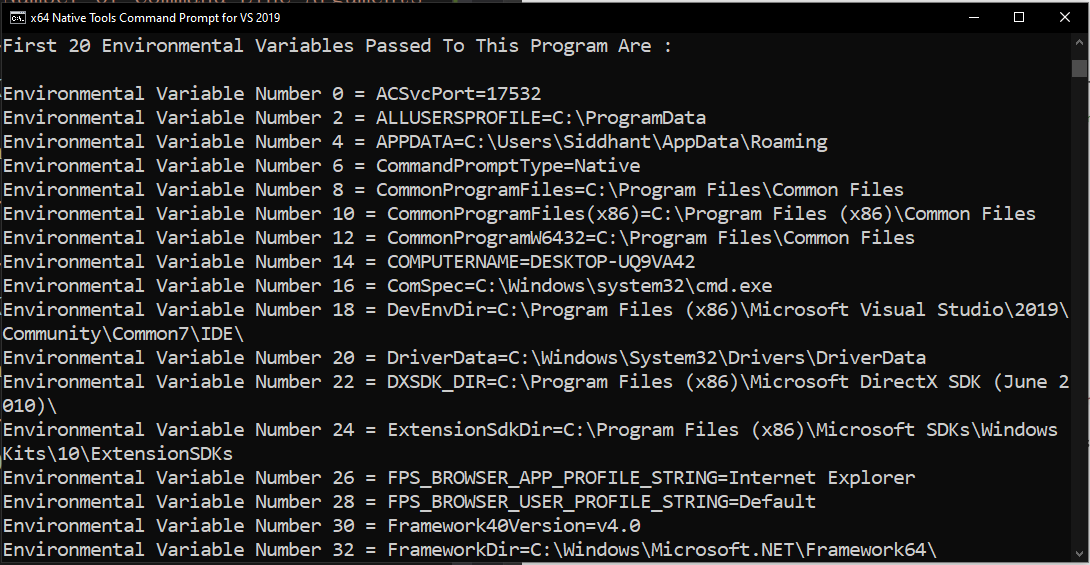 x64 Native Tools Command Prompt for VS 2019
First 20 Environmental Variables Passed To This Program Are :
Environmental Variable Number 0 = ACSvcPort=17532
Environmental Variable Number 2 = ALLUSERSPROFILE=C:\ProgramData
Environmental Variable Number 4 = APPDATA=C:\Users\Siddhant\AppData\Roaming
Environmental Variable Number 6 = CommandPromptType=Native
Environmental Variable Number 8 = CommonProgramFiles=C:\Program Files\Common Files
Environmental Variable Number 10 = CommonProgramFiles(x86)=C:\Program Files (x86)\Common Files
Environmental Variable Number 12 = CommonProgramW6432=C:\Program Files\Common Files
Environmental Variable Number 14 = COMPUTERNAME=DESKTOP-UQ9VA42
Environmental Variable Number 16 = ComSpec=C:\Windows\system32\cmd.exe
Environmental Variable Number 18 = DevEnvDir=C:\Program Files (x86)\Microsoft Visual Studio\2019\
Community\Common7\IDE\
Environmental Variable Number 20 = DriverData=C:\Windows\System32\Drivers\DriverData
Environmental Variable Number 22 = DXSDK_DIR=C:\Program Files (x86)\Microsoft DirectX SDK (June 2
010)\
Environmental Variable Number 24 = ExtensionSdkDir=C:\Program Files (x86)\Microsoft SDKs\Windows
Kits\10\ExtensionSDKs
Environmental Variable Number 26 = FPS_BROWSER_APP_PROFILE_STRING=Internet Explorer
Environmental Variable Number 28 = FPS_BROWSER_USER_PROFILE_STRING=Default
Environmental Variable Number 30 = Framework40Version=v4.0
Environmental Variable Number 32 = FrameworkDir=C:\Windows\Microsoft.NET\Framework64\